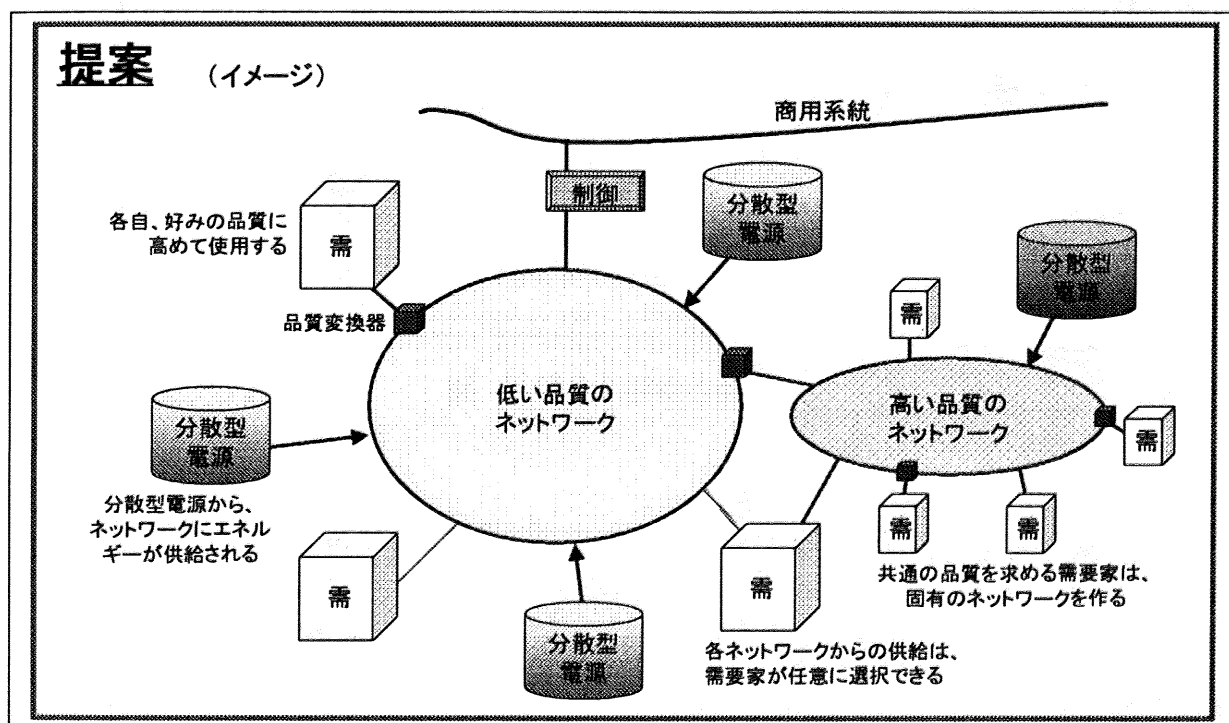 提案 （イメージ）
商用系統
制御
分散型
電源
各自、好みの品質に
高めて使用する
需
分散型
電源
需
品質変換器
低い品質の
ネットワーク
高い品質の
ネットワーク
需
分散型
電源
分散型電源から、
ネットワークにエネル
ギーが供給される
需
需
需
需
共通の品質を求める需要家は、
固有のネットワークを作る
分散型
電源
各ネットワークからの供給は、
需要家が任意に選択できる